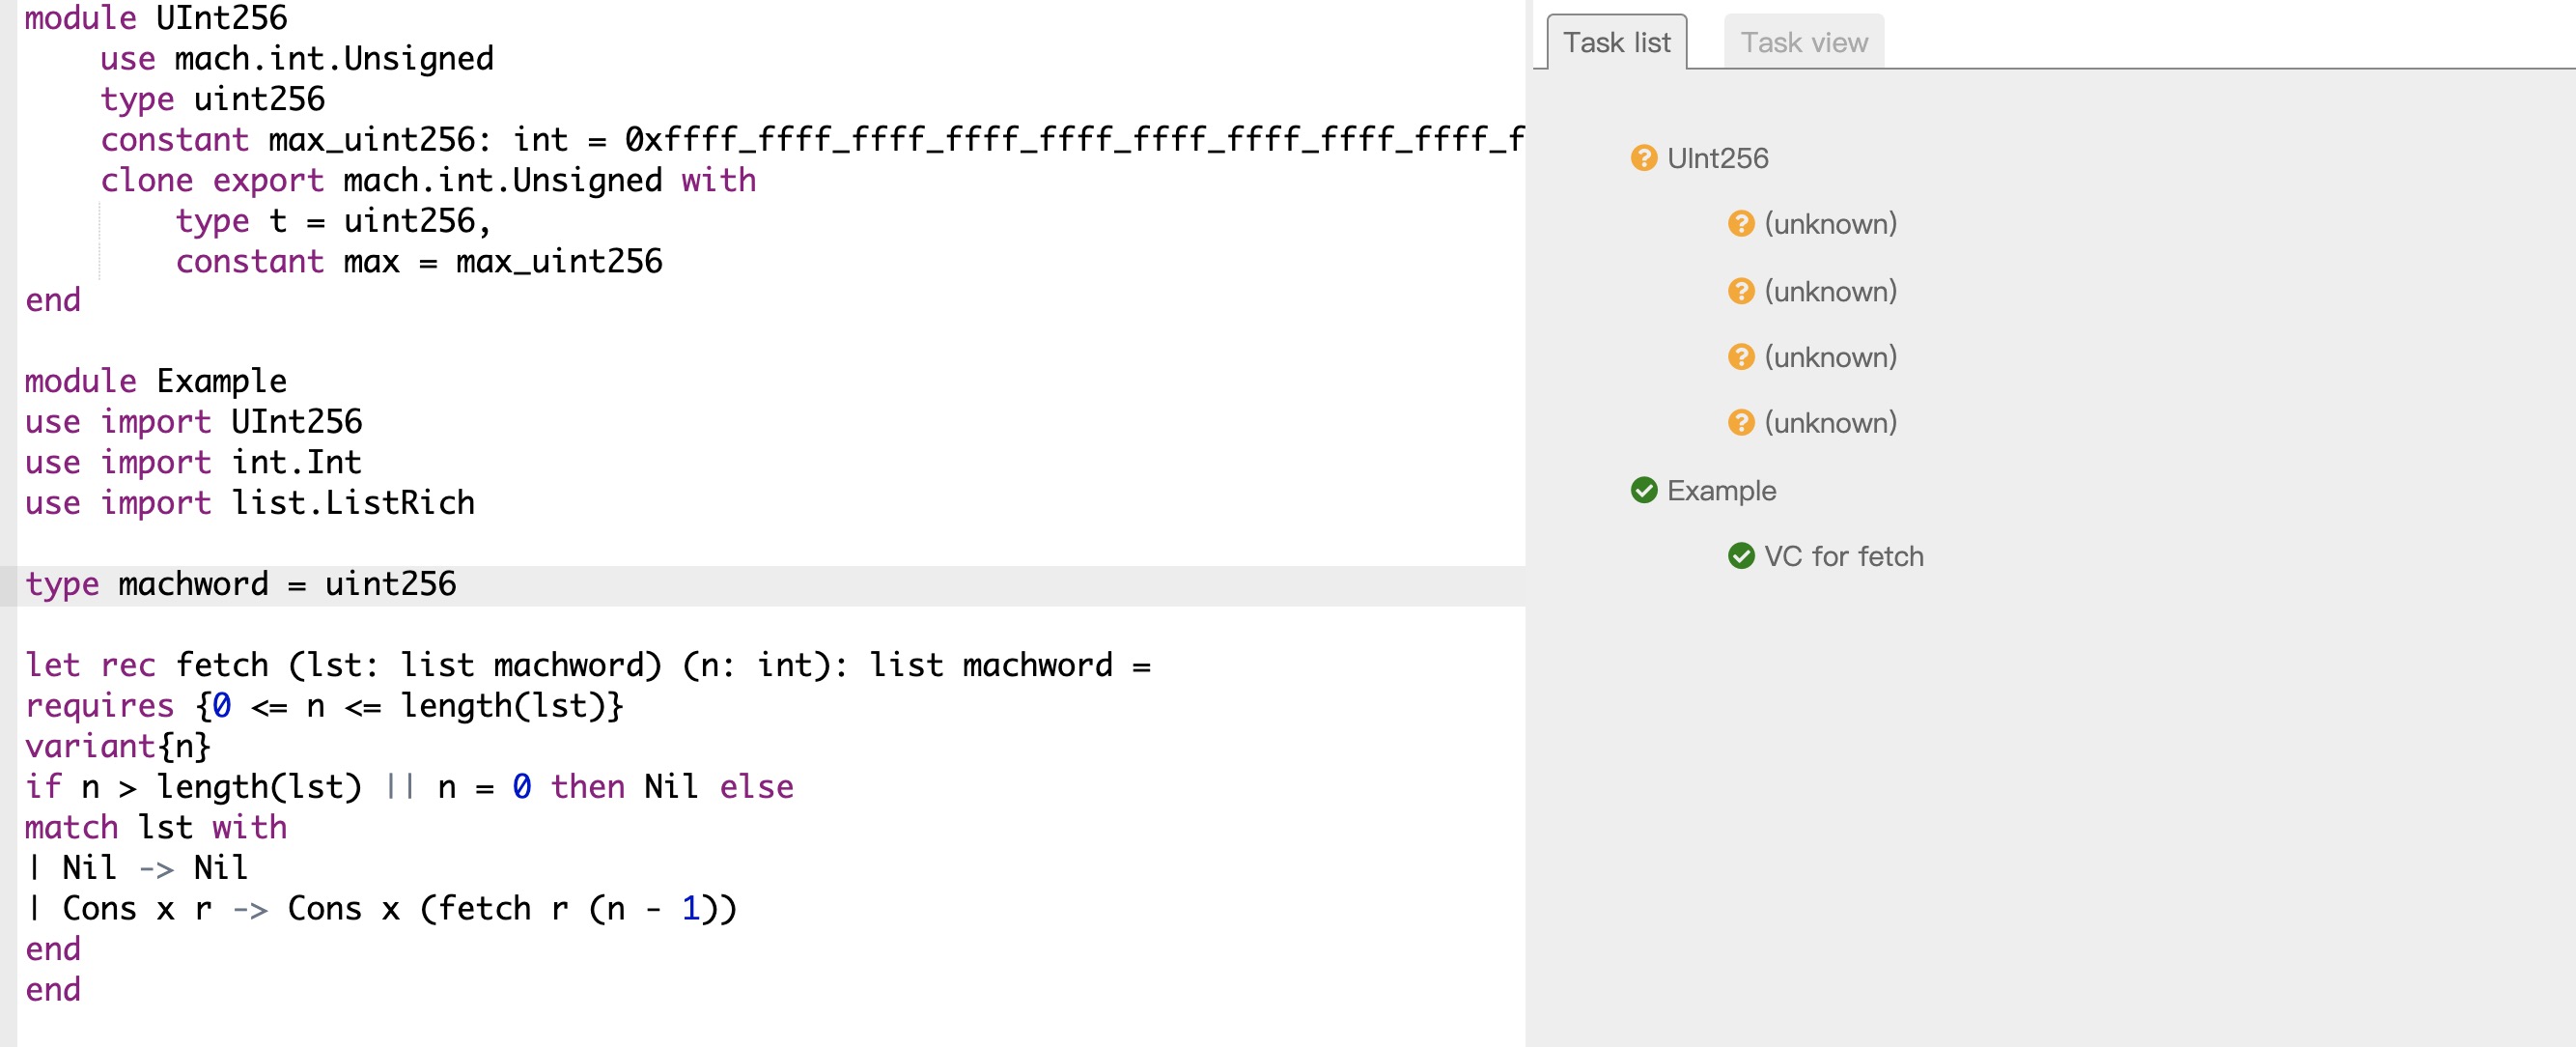 module UInt256
    use mach.int.Unsigned
    type uint256
    constant max_uint256: int = 0xffff_ffff_ffff_ffff_ffff_ffff_ffff_ffff_ffff_f
    clone export mach.int.Unsigned with
        type t = uint256,
        constant max = max_uint256
end

module Example
use import UInt256
use import int.Int
use import list.ListRich

type machword = uint256

let rec fetch (lst: list machword) (n: int): list machword =
requires {0 <= n <= length(lst)}
variant{n}
if n > length(lst) || n = 0 then Nil else
match lst with
| Nil -> Nil
| Cons x r -> Cons x (fetch r (n - 1))
end
end
Task list
Task view
UInt256
(unknown)
(unknown)
(unknown)
(unknown)
Example
VC for fetch